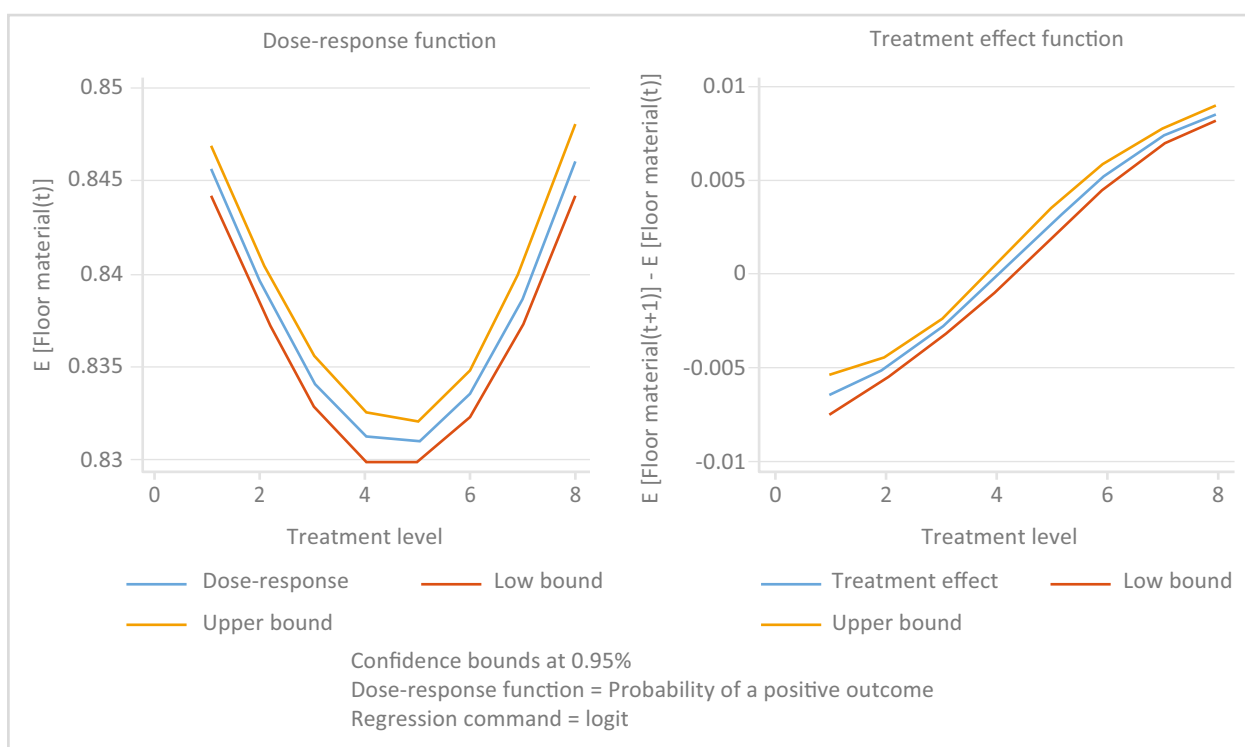 Dose-response function
E [Floor material(t)]
0.85
0.845
0.84
0.835
0.83
0 2 4 6 8
Treatment level
Dose-response Low bound
Upper bound
Treatment effect function
E [Floor material(t+1)] - E [Floor material(t)]
0.01
0.005
0
-0.005
-0.01
0 2 4 6 8
Treatment level
Treatment effect Low bound
Upper bound
Confidence bounds at 0.95%
Dose-response function = Probability of a positive outcome
Regression command = logit